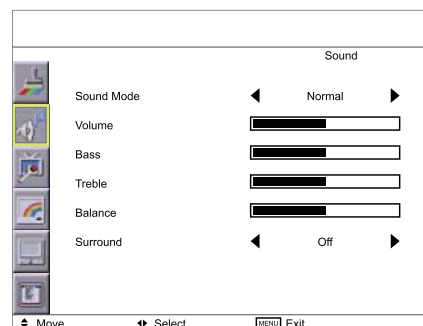 Sound
Sound Mode Normal
Volume
Bass
Treble
Balance
Surround Off
Move Select MENU Exit